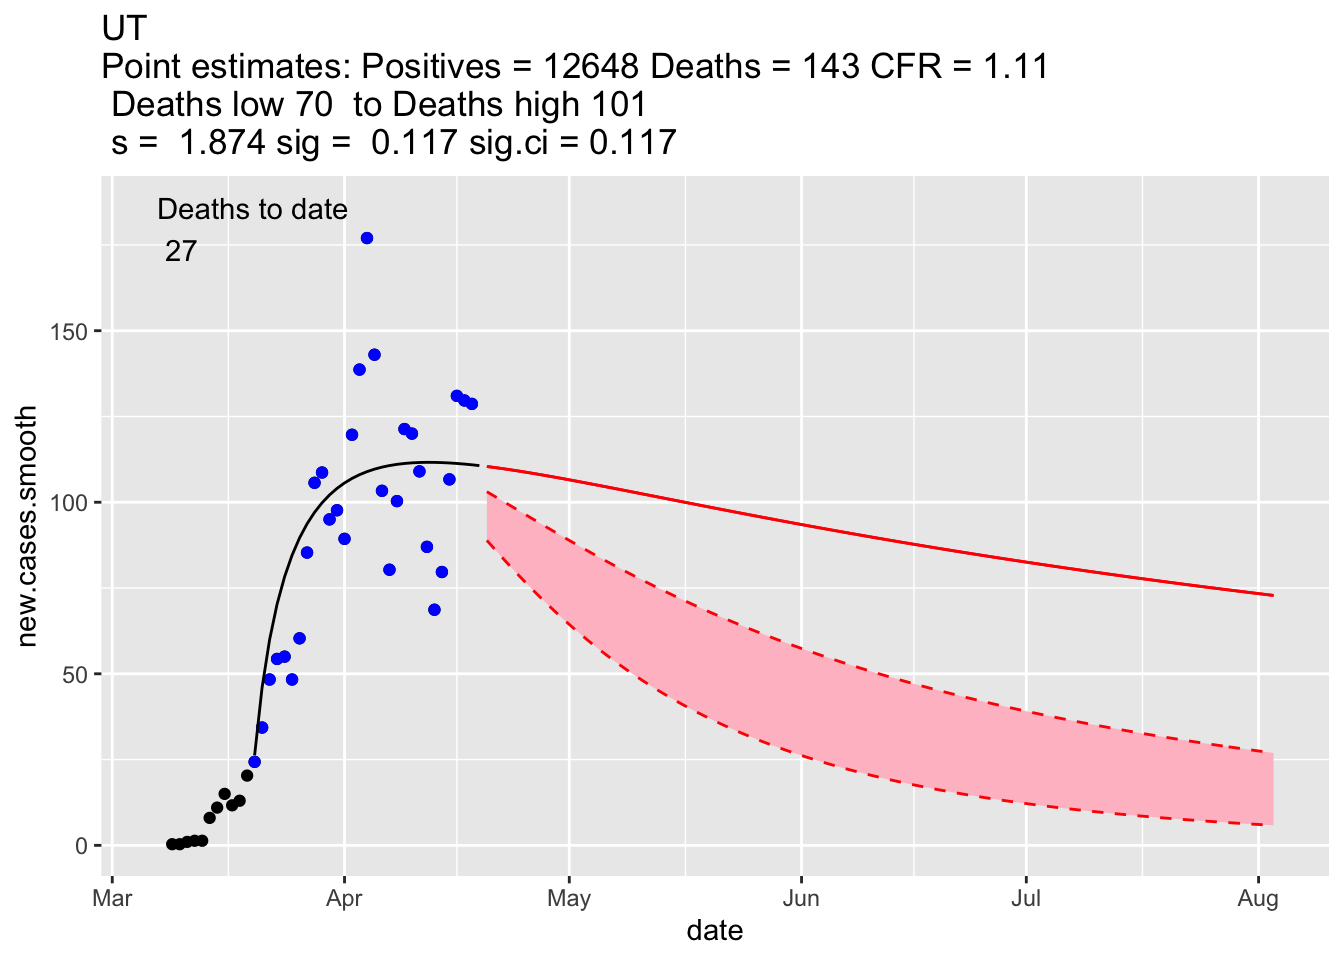 UT
Point estimates: Positives = 12648 Deaths = 143 CFR = 1.11
Deaths low 70  to Deaths high 101
s =  1.874 sig =  0.117 sig.ci = 0.117
Deaths to date
27
150
100
50
0
new.cases.smooth
Mar Apr May Jun Jul Aug
date